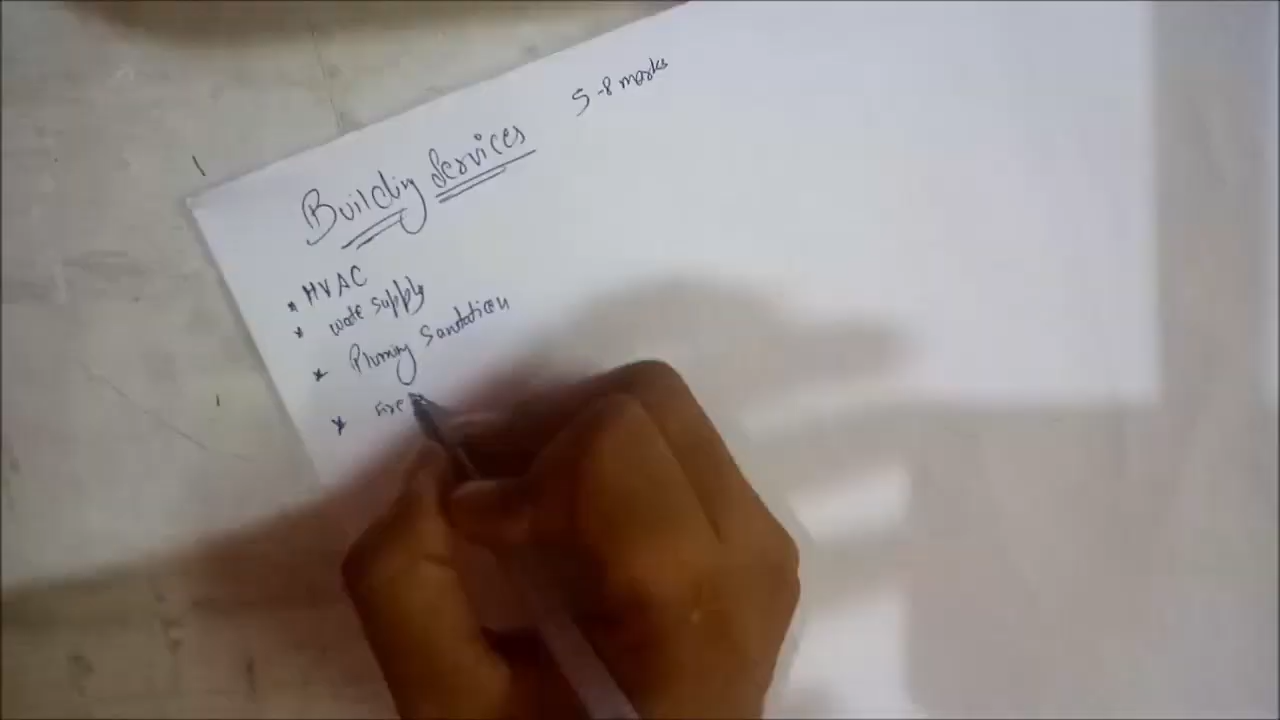 5-8 marks
Building Services
* HVAC
* wate supply
* Pluming Sanitation
* Fire